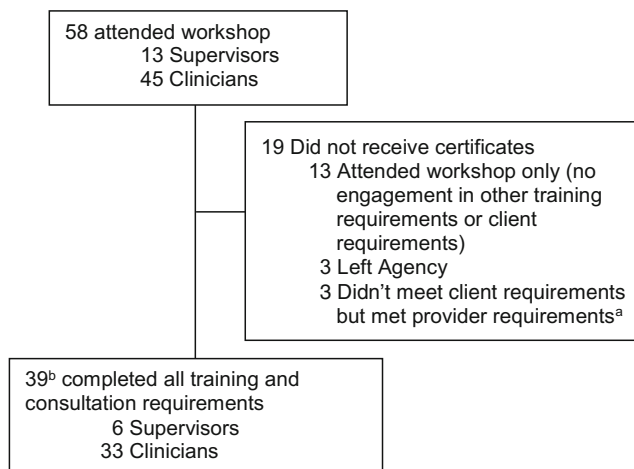 58 attended workshop
13 Supervisors
45 Clinicians
19 Did not receive certificates
13 Attended workshop only (no
engagement in other training
requirements or client
requirements)
3 Left Agency
3 Didn’t meet client requirements
but met provider requirementsᵃ
39ᵇ completed all training and
consultation requirements
6 Supervisors
33 Clinicians